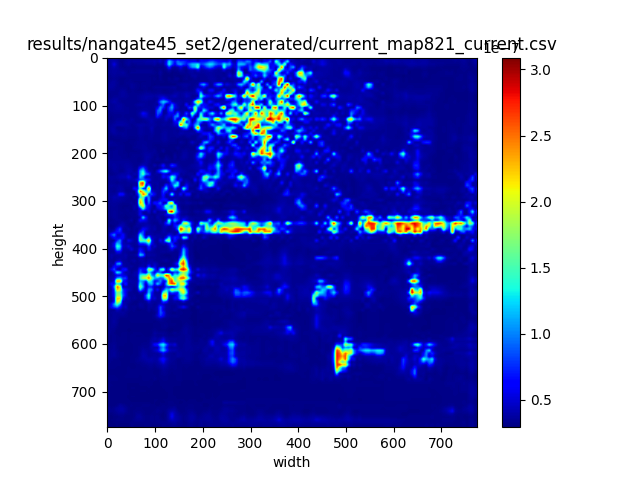 results/nangate45_set2/generated/current_map821_current.csv
1e−7
0
100
200
300
400
500
600
700
height
0 100 200 300 400 500 600 700
width
3.0
2.5
2.0
1.5
1.0
0.5